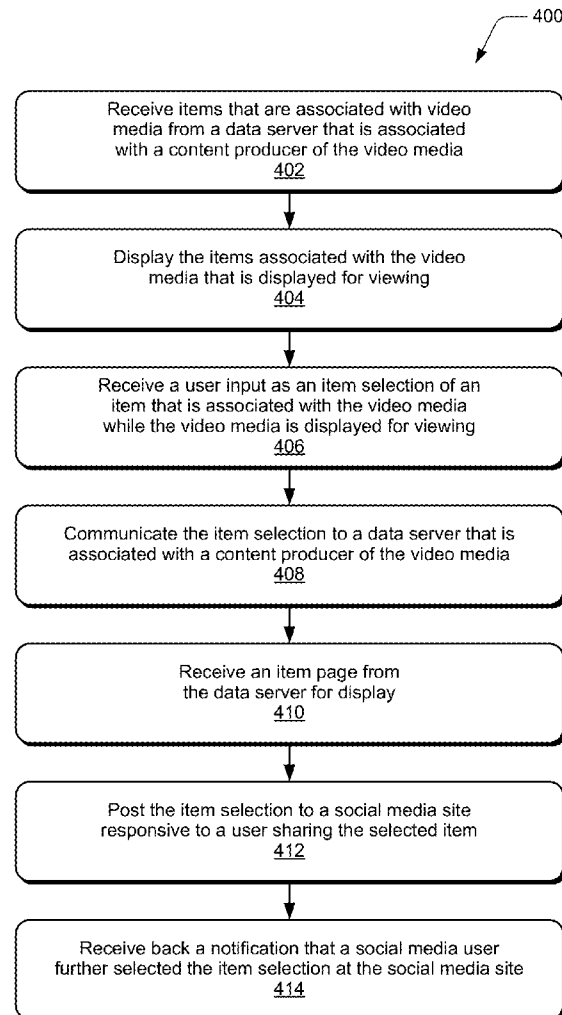 400
Receive items that are associated with video
media from a data server that is associated
with a content producer of the video media
402
Display the items associated with the video
media that is displayed for viewing
404
Receive a user input as an item selection of an
item that is associated with the video media
while the video media is displayed for viewing
406
Communicate the item selection to a data server that is
associated with a content producer of the video media
408
Receive an item page from
the data server for display
410
Post the item selection to a social media site
responsive to a user sharing the selected item
412
Receive back a notification that a social media user
further selected the item selection at the social media site
414